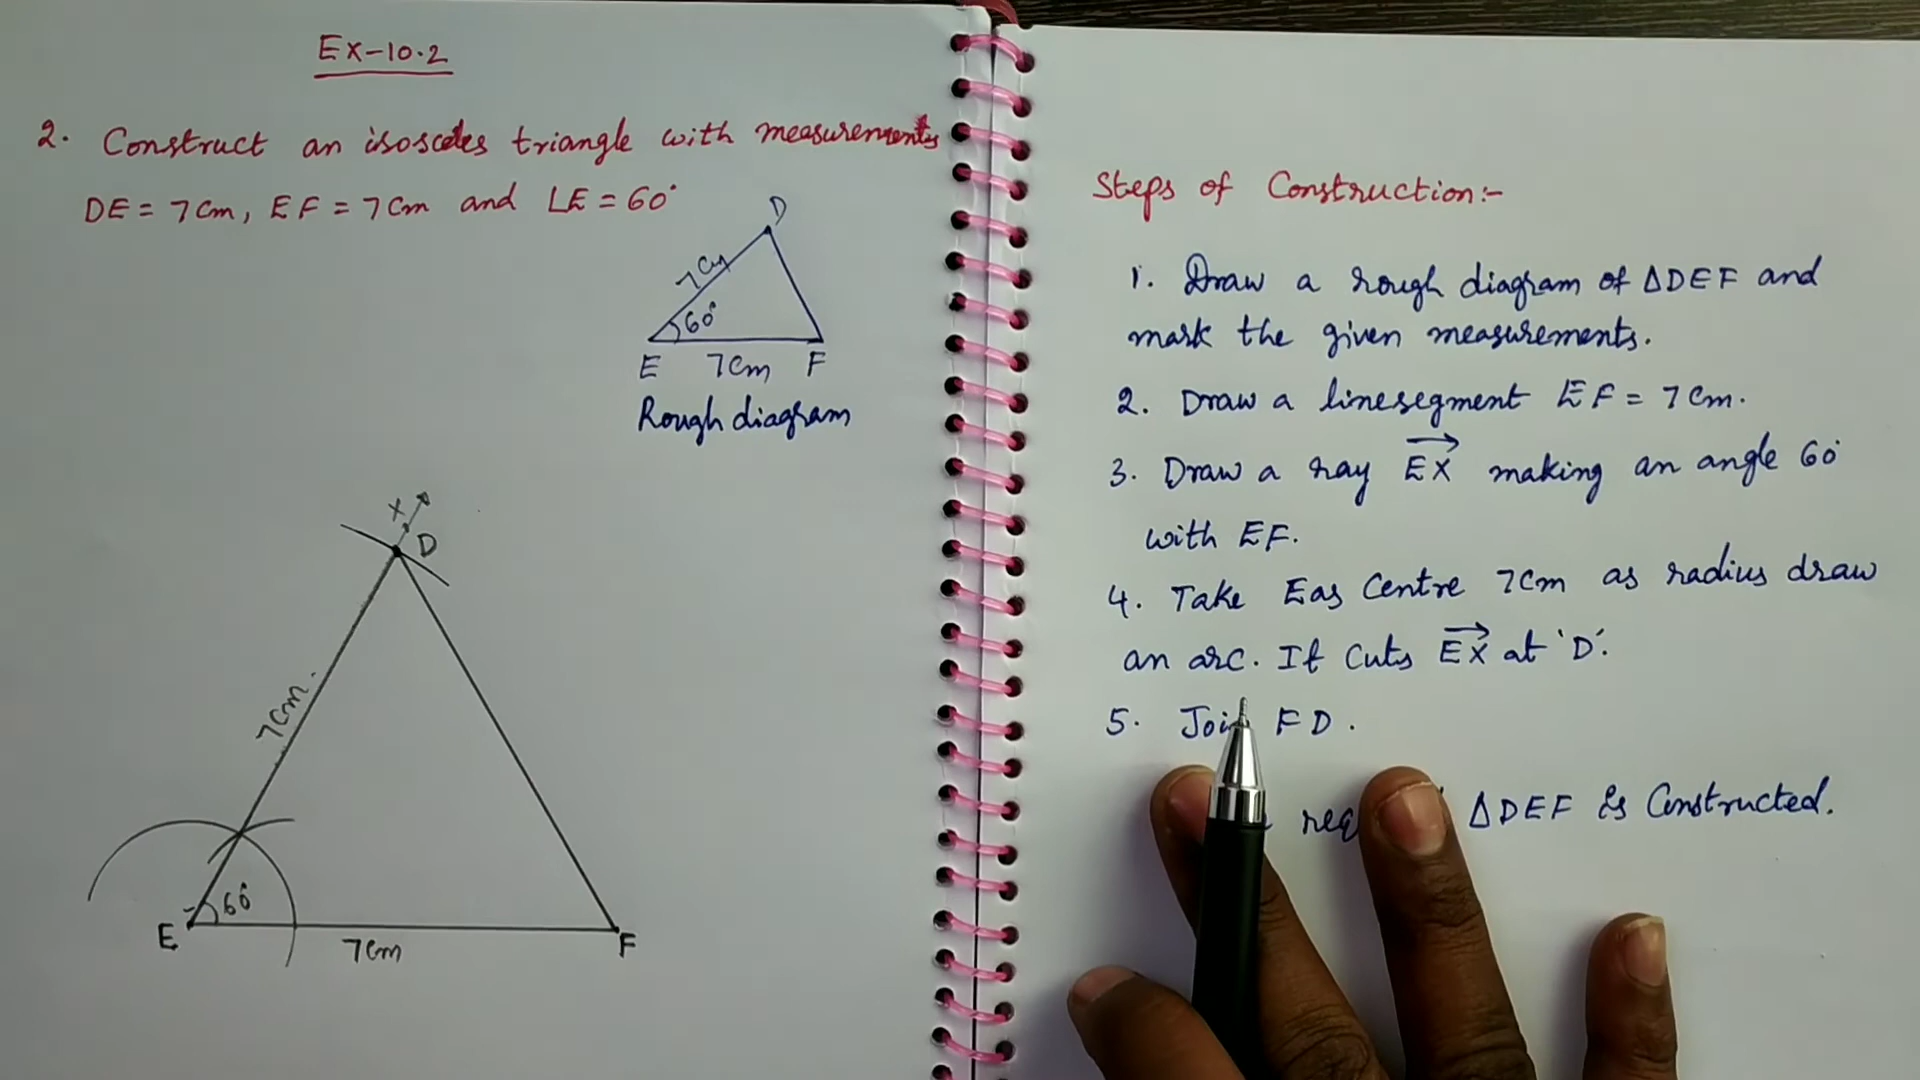 Ex-10.2
2. Construct an isosceles triangle with measurements
DE = 7cm, EF = 7cm and ∠E = 60°
D
7cm
60°
E 7cm F
Rough diagram
X
D
7cm.
60°
E F
7cm
Steps of Construction:-
1. Draw a rough diagram of ΔDEF and
mark the given measurements.
2. Draw a linesegment EF = 7cm.
3. Draw a ray EX making an angle 60°
with EF.
4. Take E as Centre 7cm as radius draw
an arc. It Cuts EX at 'D'.
5. Join FD.
ΔDEF is Constructed.